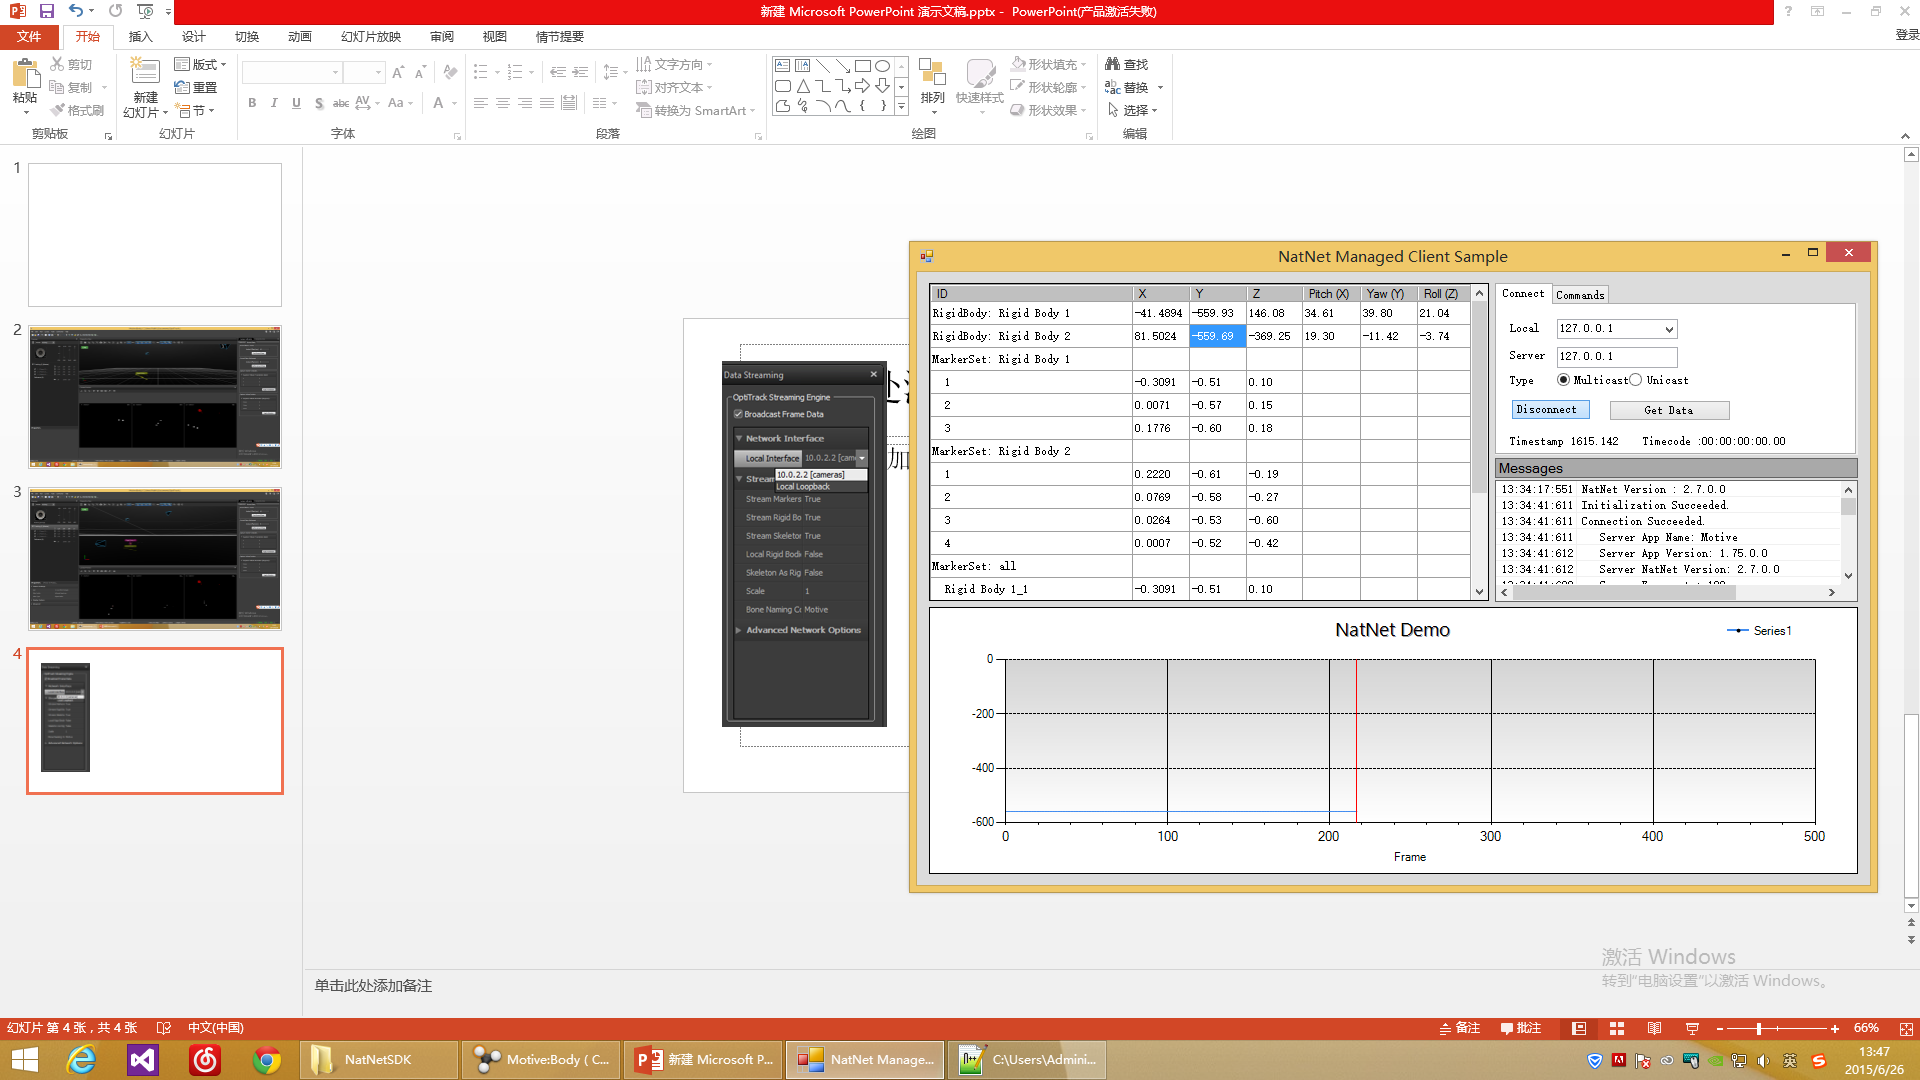 新建 Microsoft PowerPoint 演示文稿.pptx - PowerPoint(产品激活失败)
文件 开始 插入 设计 切换 动画 幻灯片放映 审阅 视图 情节提要 登录
粘贴 剪切 复制 格式刷 剪贴板
新建 幻灯片 版式 重置 节 幻灯片
B I U S abc AV Aa A 字体
文字方向 对齐文本 转换为 SmartArt 段落
排列 快速样式 形状填充 形状轮廓 形状效果 绘图
查找 替换 选择 编辑
1
2
3
4
Data Streaming
OptiTrack Streaming Engine
Broadcast Frame Data
Network Interface
Local Interface 10.0.2.2 [came
10.0.2.2 [cameras]
Local Loopback
Stream
Stream Markers True
Stream Rigid Bo True
Stream Skeletor True
Local Rigid Bodi False
Skeleton As Rig False
Scale 1
Bone Naming Co Motive
Advanced Network Options
加
NatNet Managed Client Sample
ID X Y Z Pitch (X) Yaw (Y) Roll (Z)
RigidBody: Rigid Body 1 -41.4894 -559.93 146.08 34.61 39.80 21.04
RigidBody: Rigid Body 2 81.5024 -559.69 -369.25 19.30 -11.42 -3.74
MarkerSet: Rigid Body 1
1 -0.3091 -0.51 0.10
2 0.0071 -0.57 0.15
3 0.1776 -0.60 0.18
MarkerSet: Rigid Body 2
1 0.2220 -0.61 -0.19
2 0.0769 -0.58 -0.27
3 0.0264 -0.53 -0.60
4 0.0007 -0.52 -0.42
MarkerSet: all
Rigid Body 1_1 -0.3091 -0.51 0.10
Connect Commands
Local 127.0.0.1
Server 127.0.0.1
Type Multicast Unicast
Disconnect Get Data
Timestamp 1615.142 Timecode :00:00:00:00.00
Messages
13:34:17:551 NatNet Version : 2.7.0.0
13:34:41:611 Initialization Succeeded.
13:34:41:611 Connection Succeeded.
13:34:41:611 Server App Name: Motive
13:34:41:612 Server App Version: 1.75.0.0
13:34:41:612 Server NatNet Version: 2.7.0.0
NatNet Demo
Series1
0
-200
-400
-600
0 100 200 300 400 500
Frame
激活 Windows
转到"电脑设置"以激活 Windows。
单击此处添加备注
幻灯片 第 4 张，共 4 张 中文(中国) 备注 批注 66%
NatNetSDK Motive:Body ( C... 新建 Microsoft P... NatNet Manage... C:\Users\Admini... 英 13:47
2015/6/26